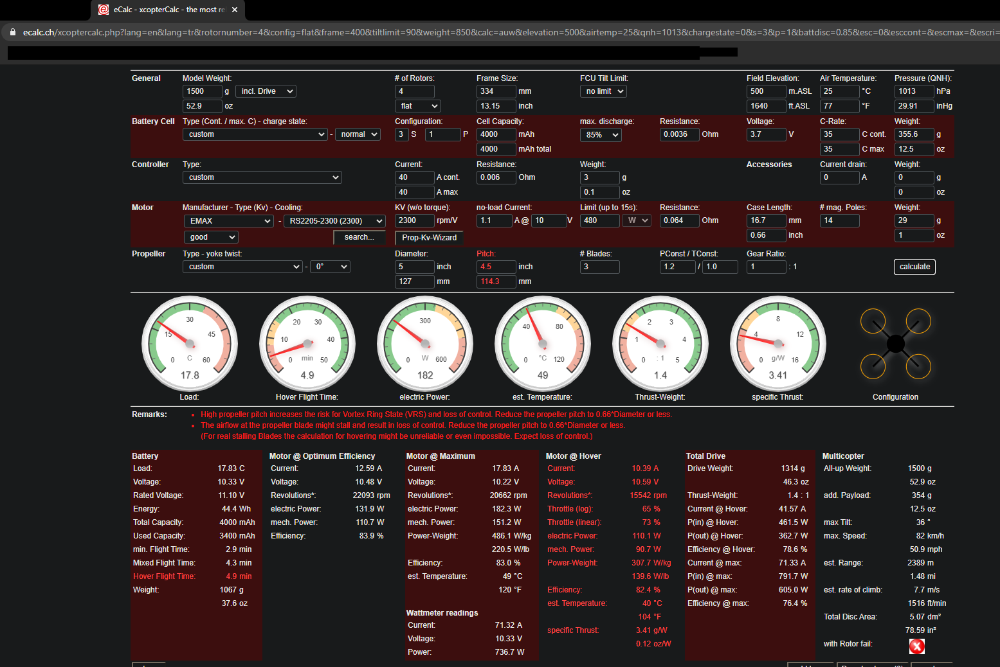 eCalc - xcopterCalc - the most re
ecalc.ch/xcoptercalc.php?lang=en&lang=tr&rotornumber=4&config=flat&frame=400&tiltlimit=90&weight=850&calc=auw&elevation=500&airtemp=25&qnh=1013&chargestate=0&s=3&p=1&battdisc=0.85&esc=0&esccont=&escmax=&escri=
General Model Weight: # of Rotors: Frame Size: FCU Tilt Limit: Field Elevation: Air Temperature: Pressure (QNH):
1500 g incl. Drive 4 334 mm no limit 500 m.ASL 25 °C 1013 hPa
52.9 oz flat 13.15 inch 1640 ft.ASL 77 °F 29.91 inHg
Battery Cell Type (Cont. / max. C) - charge state: Configuration: Cell Capacity: max. discharge: Resistance: Voltage: C-Rate: Weight:
custom - normal 3 S 1 P 4000 mAh 85% 0.0036 Ohm 3.7 V 35 C cont. 355.6 g
4000 mAh total 35 C max 12.5 oz
Controller Type: Current: Resistance: Weight: Accessories Current drain: Weight:
custom 40 A cont. 0.006 Ohm 3 g 0 A 0 g
40 A max 0.1 oz 0 oz
Motor Manufacturer - Type (Kv) - Cooling: KV (w/o torque): no-load Current: Limit (up to 15s): Resistance: Case Length: # mag. Poles: Weight:
EMAX - RS2205-2300 (2300) 2300 rpm/V 1.1 A @ 10 V 480 W 0.064 Ohm 16.7 mm 14 29 g
good search... Prop-Kv-Wizard 0.66 inch 1 oz
Propeller Type - yoke twist: Diameter: Pitch: # Blades: PConst / TConst: Gear Ratio:
custom - 0° 5 inch 4.5 inch 3 1.2 / 1.0 1 : 1 calculate
127 mm 114.3 mm
30 15 45 0 C 60 17.8
20 30 10 40 0 min 50 4.9
300 0 W 600 182
40 80 0 °C 120 49
2 3 1 4 0 : 1 5 1.4
8 4 12 0 g/W 16 3.41
Load: Hover Flight Time: electric Power: est. Temperature: Thrust-Weight: specific Thrust: Configuration
Remarks: • High propeller pitch increases the risk for Vortex Ring State (VRS) and loss of control. Reduce the propeller pitch to 0.66*Diameter or less.
• The airflow at the propeller blade might stall and result in loss of control. Reduce the propeller pitch to 0.66*Diameter or less.
(For real stalling Blades the calculation for hovering might be unreliable or even impossible. Expect loss of control.)
Battery
Load: 17.83 C
Voltage: 10.33 V
Rated Voltage: 11.10 V
Energy: 44.4 Wh
Total Capacity: 4000 mAh
Used Capacity: 3400 mAh
min. Flight Time: 2.9 min
Mixed Flight Time: 4.3 min
Hover Flight Time: 4.9 min
Weight: 1067 g
37.6 oz
Motor @ Optimum Efficiency
Current: 12.59 A
Voltage: 10.48 V
Revolutions*: 22093 rpm
electric Power: 131.9 W
mech. Power: 110.7 W
Efficiency: 83.9 %
Motor @ Maximum
Current: 17.83 A
Voltage: 10.22 V
Revolutions*: 20662 rpm
electric Power: 182.3 W
mech. Power: 151.2 W
Power-Weight: 486.1 W/kg
220.5 W/lb
Efficiency: 83.0 %
est. Temperature: 49 °C
120 °F
Wattmeter readings
Current: 71.32 A
Voltage: 10.33 V
Power: 736.7 W
Motor @ Hover
Current: 10.39 A
Voltage: 10.59 V
Revolutions*: 15542 rpm
Throttle (log): 65 %
Throttle (linear): 73 %
electric Power: 110.1 W
mech. Power: 90.7 W
Power-Weight: 307.7 W/kg
139.6 W/lb
Efficiency: 82.4 %
est. Temperature: 40 °C
104 °F
specific Thrust: 3.41 g/W
0.12 oz/W
Total Drive
Drive Weight: 1314 g
46.3 oz
Thrust-Weight: 1.4 : 1
Current @ Hover: 41.57 A
P(in) @ Hover: 461.5 W
P(out) @ Hover: 362.7 W
Efficiency @ Hover: 78.6 %
Current @ max: 71.33 A
P(in) @ max: 791.7 W
P(out) @ max: 605.0 W
Efficiency @ max: 76.4 %
Multicopter
All-up Weight: 1500 g
52.9 oz
add. Payload: 354 g
12.5 oz
max Tilt: 36 °
max. Speed: 82 km/h
50.9 mph
est. Range: 2389 m
1.48 mi
est. rate of climb: 7.7 m/s
1516 ft/min
Total Disc Area: 5.07 dm²
78.59 in²
with Rotor fail: